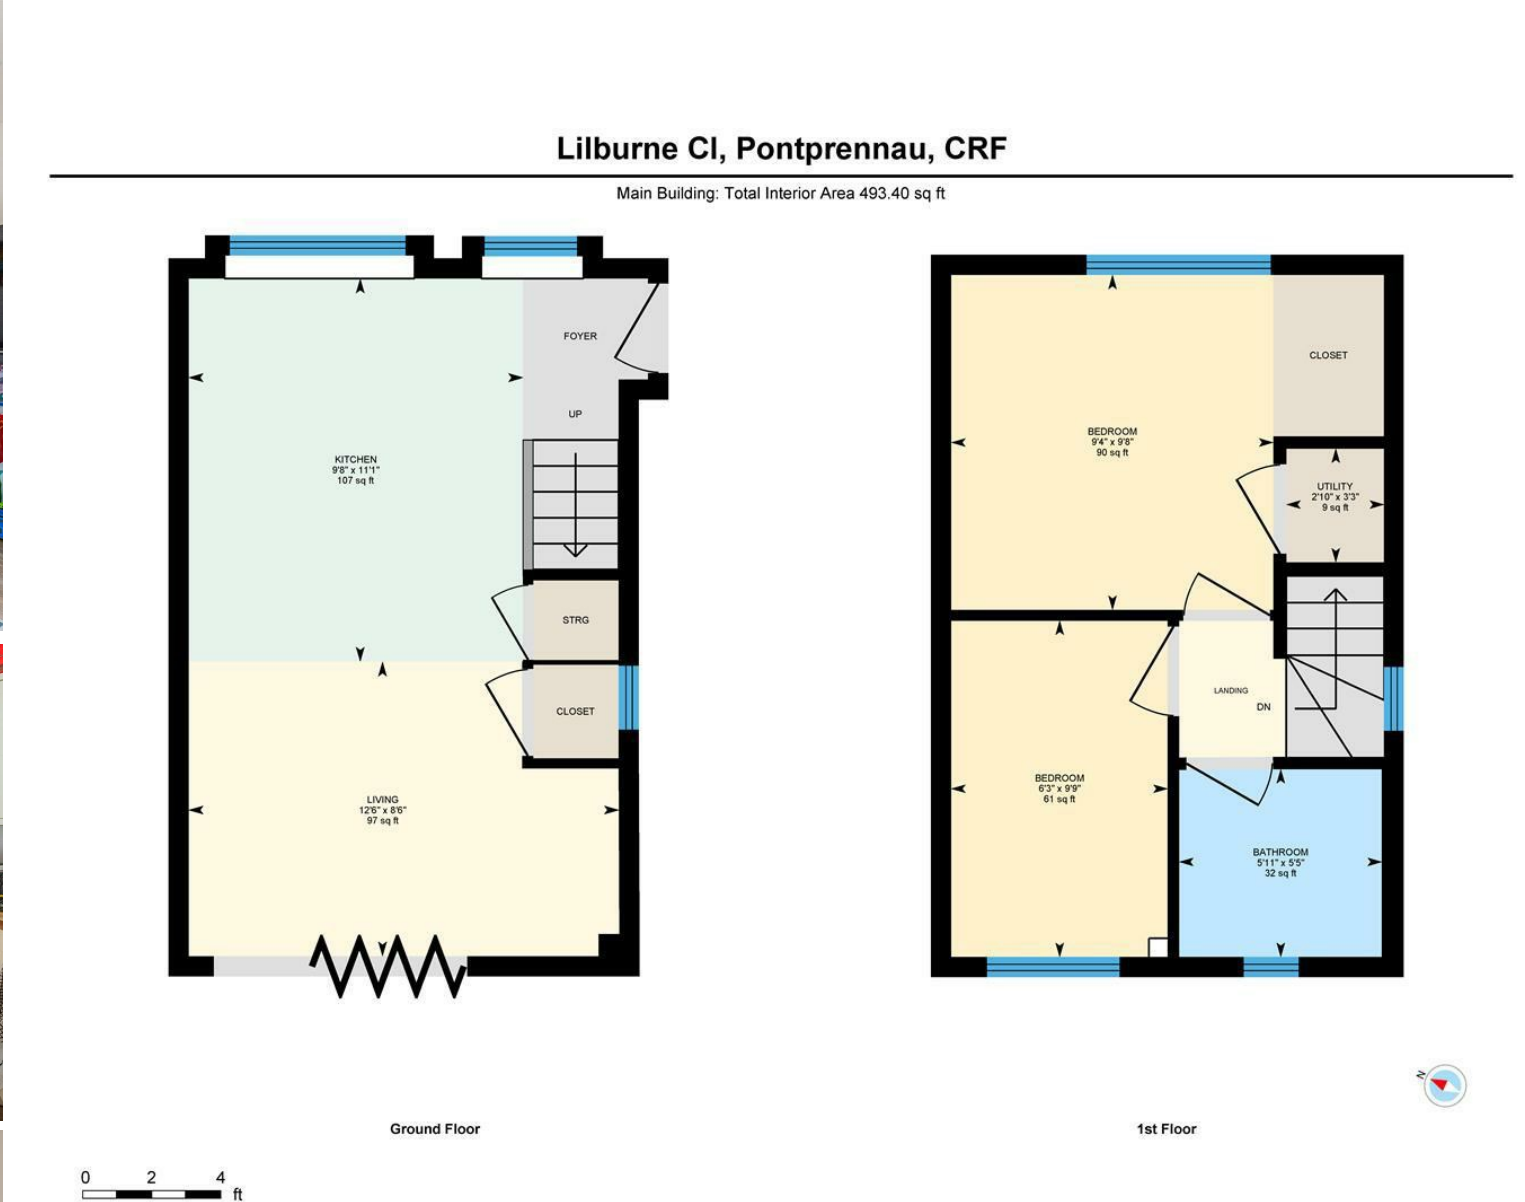 Lilburne Cl, Pontprennau, CRF
Main Building: Total Interior Area 493.40 sq ft
FOYER
UP
KITCHEN
9'8" x 11'1"
107 sq ft
STRG
CLOSET
LIVING
12'6" x 8'6"
97 sq ft
CLOSET
BEDROOM
9'4" x 9'8"
90 sq ft
UTILITY
2'10" x 3'3"
9 sq ft
LANDING
DN
BEDROOM
6'3" x 9'9"
61 sq ft
BATHROOM
5'11" x 5'5"
32 sq ft
N
Ground Floor
1st Floor
0 2 4
ft